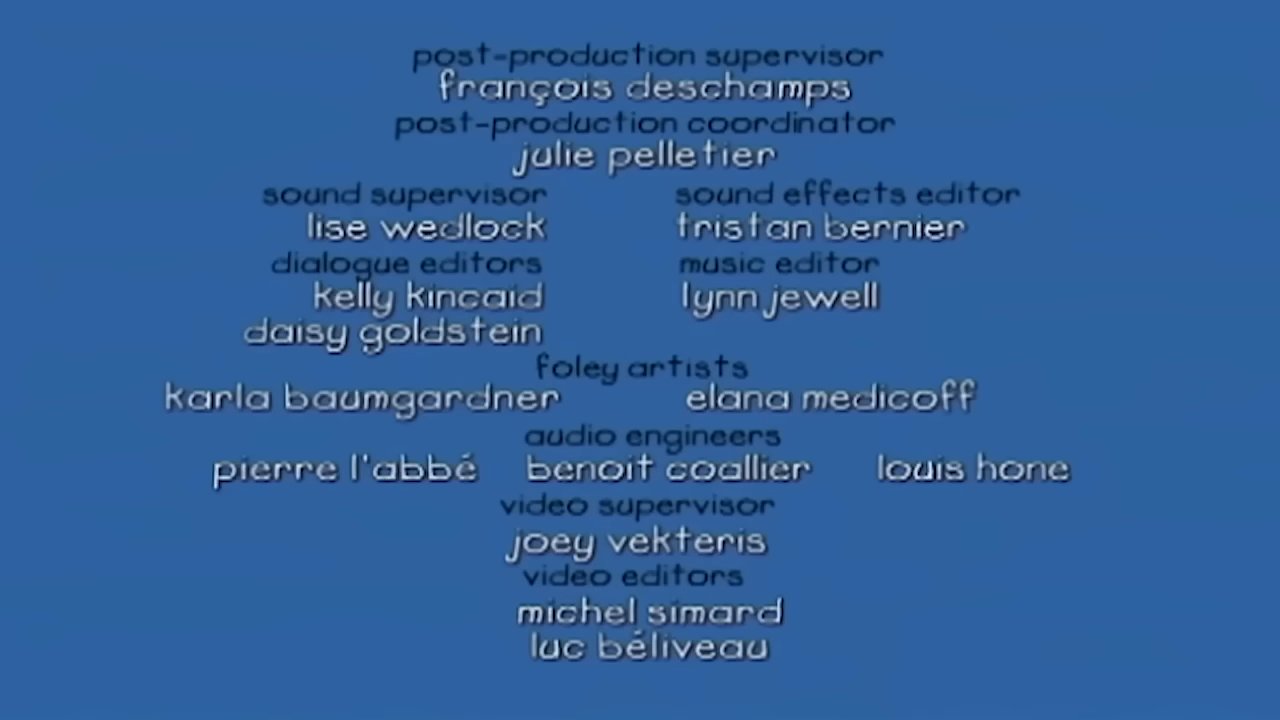 post-production supervisor
françois deschamps
post-production coordinator
julie pelletier
sound supervisor sound effects editor
lise wedlock tristan bernier
dialogue editors music editor
kelly kincaid lynn jewell
daisy goldstein
foley artists
karla baumgardner elana medicoff
audio engineers
pierre l'abbé benoit coallier louis hone
video supervisor
joey vekteris
video editors
michel simard
luc béliveau